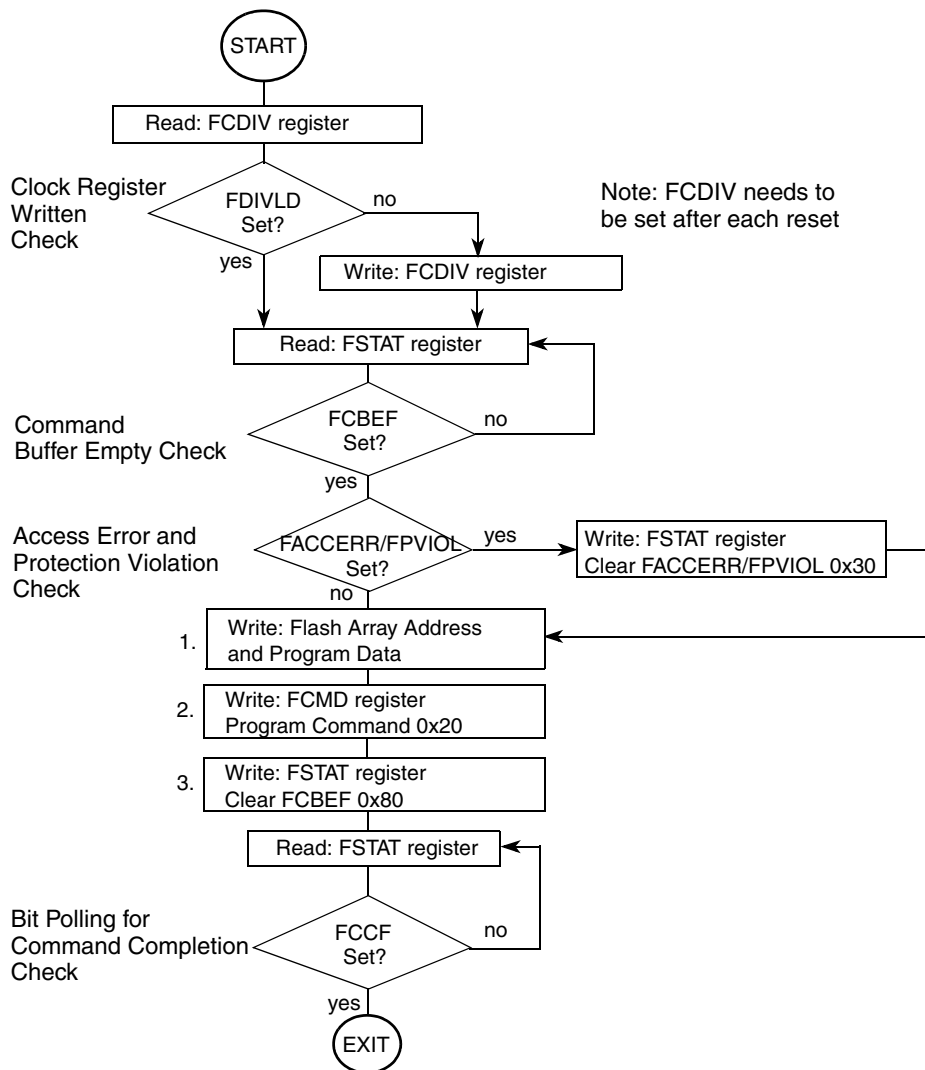 START
Read: FCDIV register
Clock Register
Written
Check
FDIVLD
Set?
no
yes
Note: FCDIV needs to
be set after each reset
Write: FCDIV register
Read: FSTAT register
Command
Buffer Empty Check
FCBEF
Set?
no
yes
Access Error and
Protection Violation
Check
FACCERR/FPVIOL
Set?
yes
no
Write: FSTAT register
Clear FACCERR/FPVIOL 0x30
1.
Write: Flash Array Address
and Program Data
2.
Write: FCMD register
Program Command 0x20
3.
Write: FSTAT register
Clear FCBEF 0x80
Read: FSTAT register
Bit Polling for
Command Completion
Check
FCCF
Set?
no
yes
EXIT